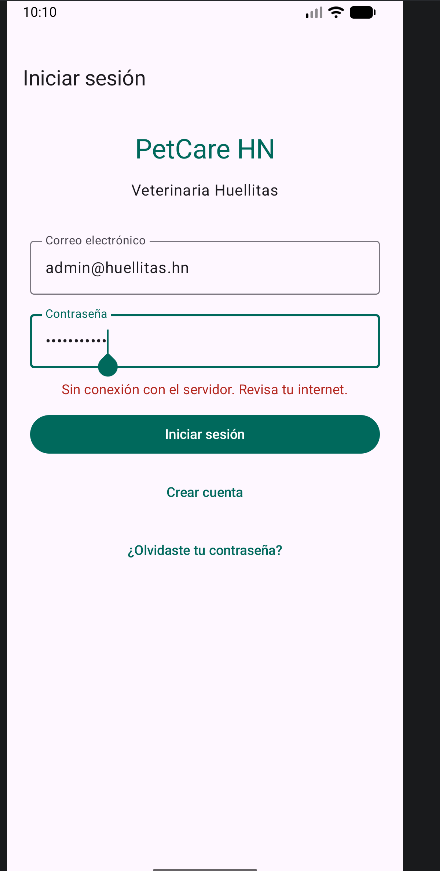 10:10
Iniciar sesión
PetCare HN
Veterinaria Huellitas
Correo electrónico
admin@huellitas.hn
Contraseña
•••••••••••
Sin conexión con el servidor. Revisa tu internet.
Iniciar sesión
Crear cuenta
¿Olvidaste tu contraseña?